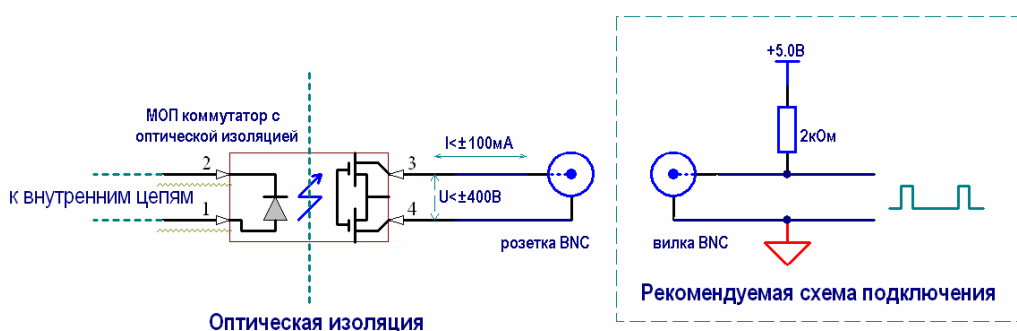 МОП коммутатор с
оптической изоляцией
2
к внутренним цепям
1
3
I<±100мА
U<±400В
4
розетка BNC
Оптическая изоляция
+5.0В
2кОм
вилка BNC
Рекомендуемая схема подключения